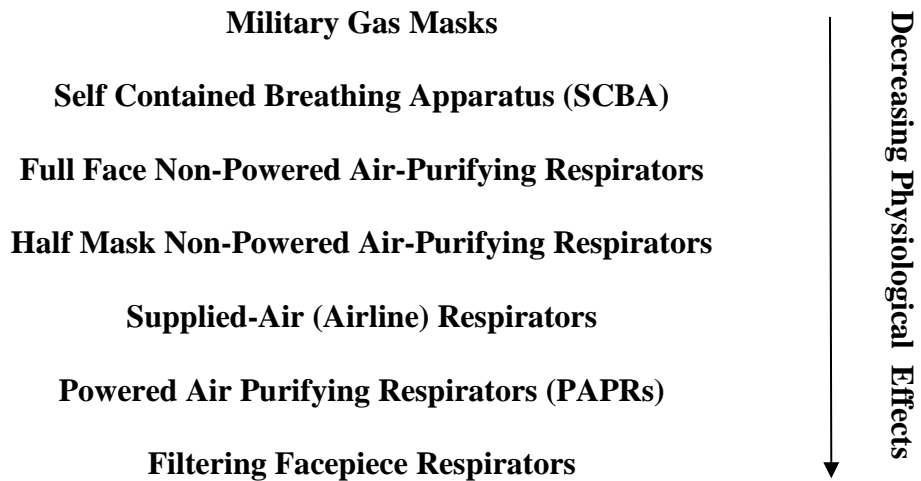 Military Gas Masks
Self Contained Breathing Apparatus (SCBA)
Full Face Non-Powered Air-Purifying Respirators
Half Mask Non-Powered Air-Purifying Respirators
Supplied-Air (Airline) Respirators
Powered Air Purifying Respirators (PAPRs)
Filtering Facepiece Respirators
Decreasing Physiological Effects